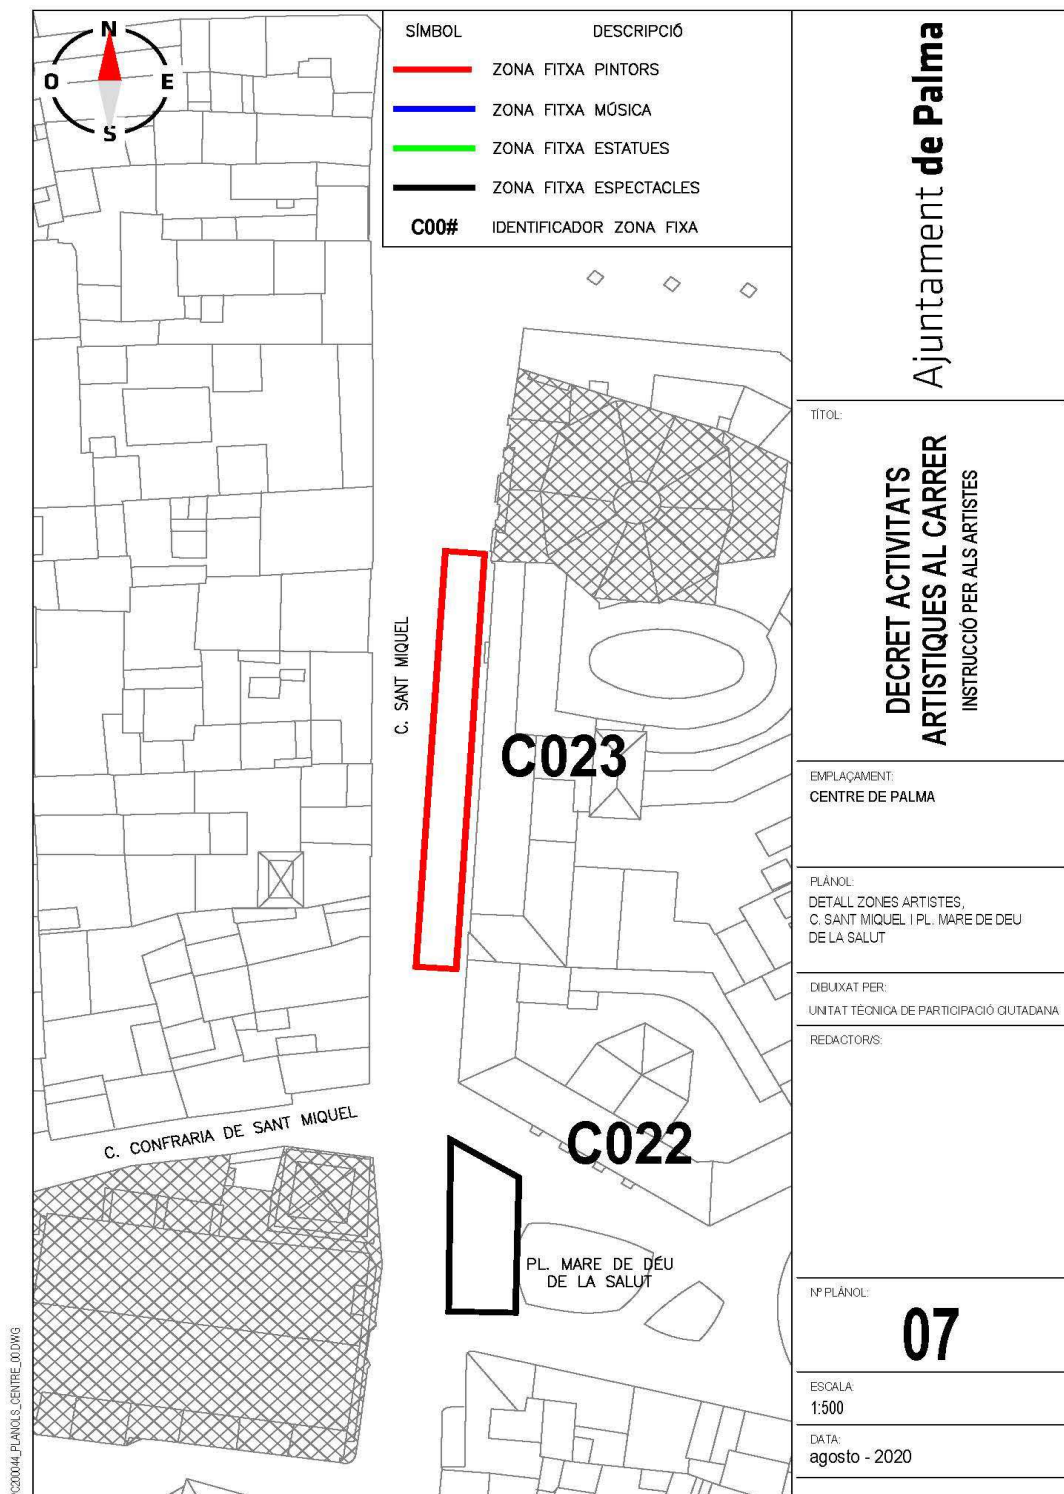 N
O
E
S
SÍMBOL DESCRIPCIÓ
ZONA FITXA PINTORS
ZONA FITXA MÚSICA
ZONA FITXA ESTATUES
ZONA FITXA ESPECTACLES
C00# IDENTIFICADOR ZONA FIXA
C. SANT MIQUEL
C023
C022
C. CONFRARIA DE SANT MIQUEL
PL. MARE DE DÉU
DE LA SALUT
Ajuntament de Palma
TÍTOL:
DECRET ACTIVITATS
ARTISTIQUES AL CARRER
INSTRUCCIÓ PER ALS ARTISTES
EMPLAÇAMENT:
CENTRE DE PALMA
PLÀNOL:
DETALL ZONES ARTISTES,
C. SANT MIQUEL I PL. MARE DE DEU
DE LA SALUT
DIBUIXAT PER:
UNITAT TÈCNICA DE PARTICIPACIÓ CIUTADANA
REDACTOR/S:
Nº PLÀNOL:
07
ESCALA:
1:500
DATA:
agosto - 2020